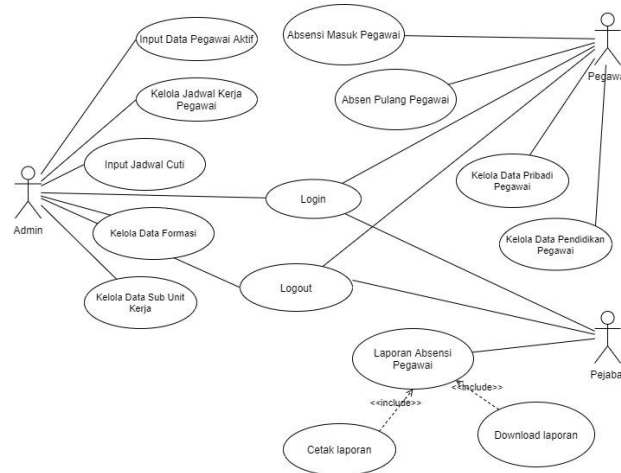 Input Data Pegawai Aktif
Absensi Masuk Pegawai
Pegawa
Kelola Jadwal Kerja
Pegawai
Absen Pulang Pegawai
Input Jadwal Cuti
Kelola Data Pribadi
Pegawai
Login
Admin
Kelola Data Formasi
Kelola Data Pendidikan
Pegawai
Logout
Kelola Data Sub Unit
Kerja
Laporan Absensi
Pegawai
Pejaba
<<include>>
<<include>>
Cetak laporan
Download laporan